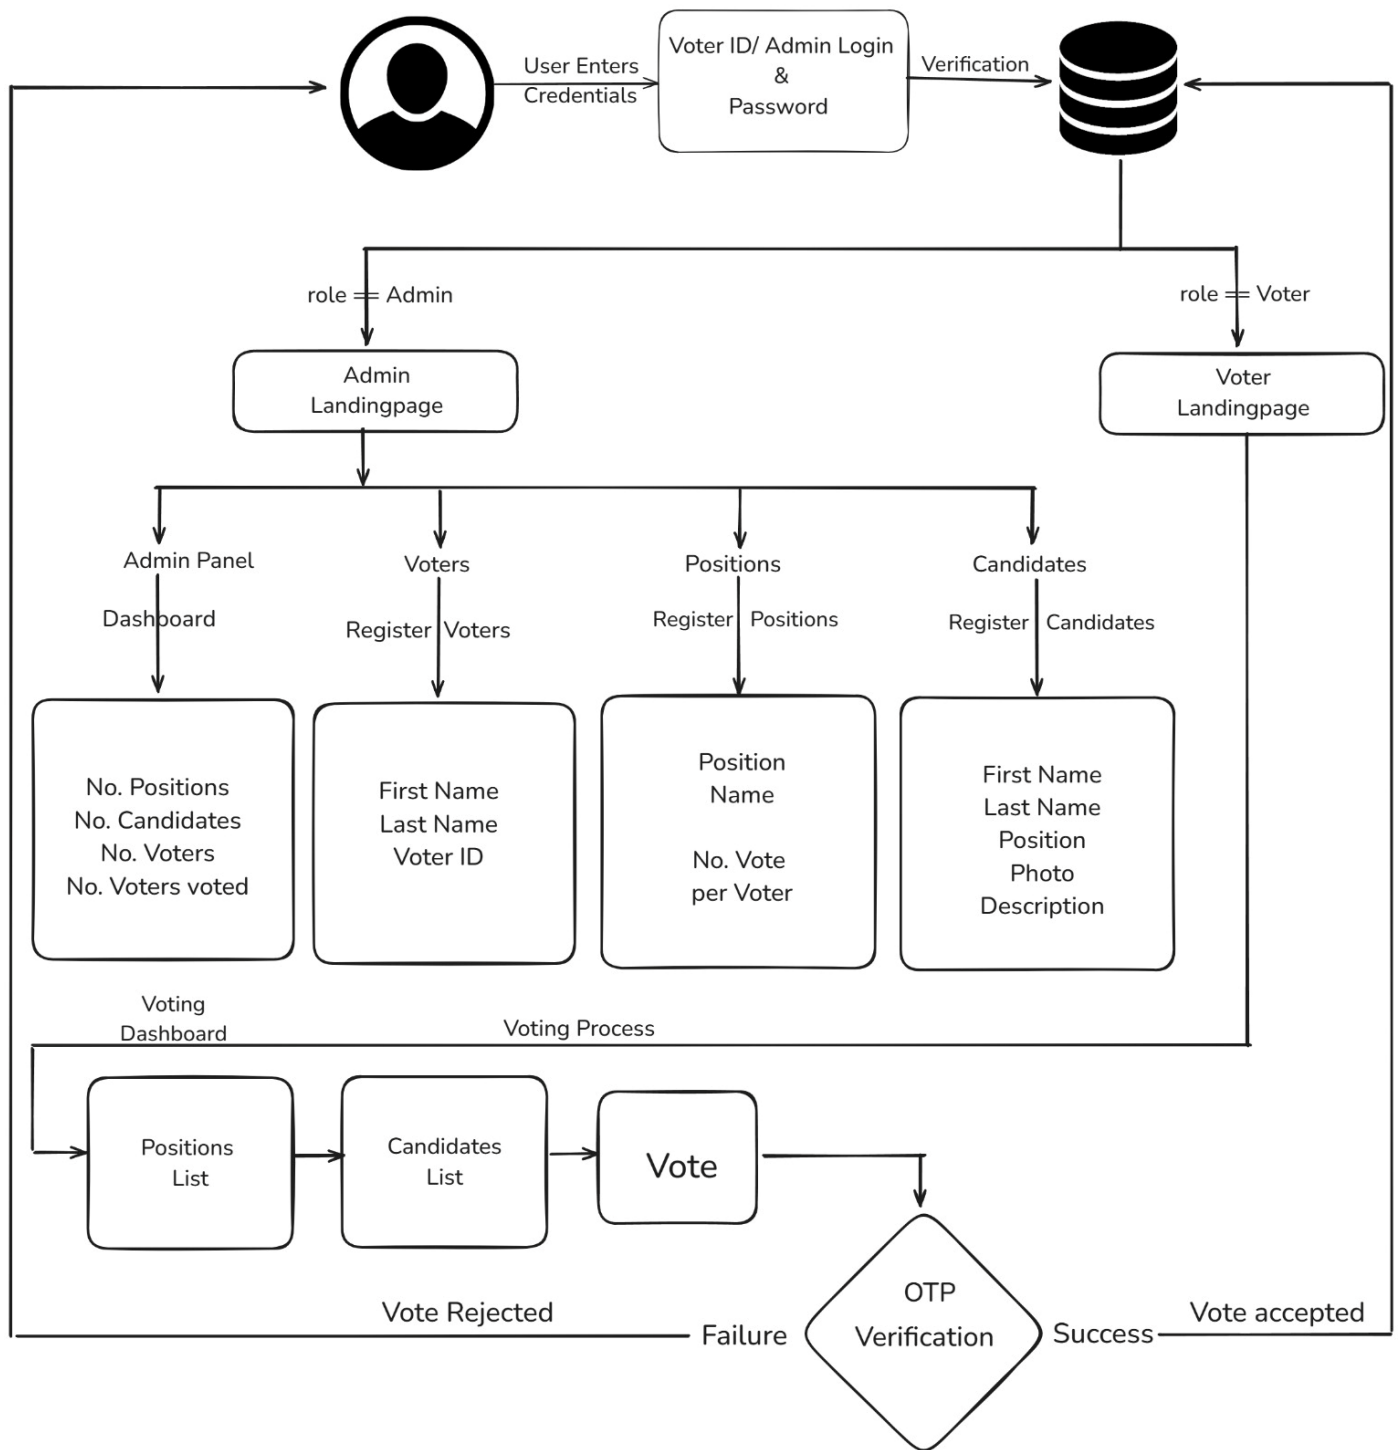 User Enters
Credentials
Voter ID/ Admin Login
&
Password
Verification
role == Admin
role == Voter
Admin
Landingpage
Voter
Landingpage
Admin Panel
Voters
Positions
Candidates
Dashboard
Register Voters
Register Positions
Register Candidates
No. Positions
No. Candidates
No. Voters
No. Voters voted
First Name
Last Name
Voter ID
Position
Name
No. Vote
per Voter
First Name
Last Name
Position
Photo
Description
Voting
Dashboard
Voting Process
Positions
List
Candidates
List
Vote
OTP
Verification
Vote Rejected
Failure
Success
Vote accepted